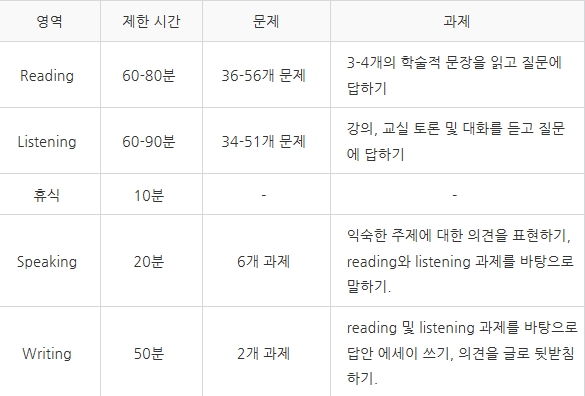 영역 제한 시간 문제 과제
Reading 60-80분 36-56개 문제 3-4개의 학술적 문장을 읽고 질문에
답하기
Listening 60-90분 34-51개 문제 강의, 교실 토론 및 대화를 듣고 질문
에 답하기
휴식 10분 - -
Speaking 20분 6개 과제 익숙한 주제에 대한 의견을 표현하기,
reading와 listening 과제를 바탕으로
말하기.
Writing 50분 2개 과제 reading 및 listening 과제를 바탕으로
답안 에세이 쓰기, 의견을 글로 뒷받침
하기.